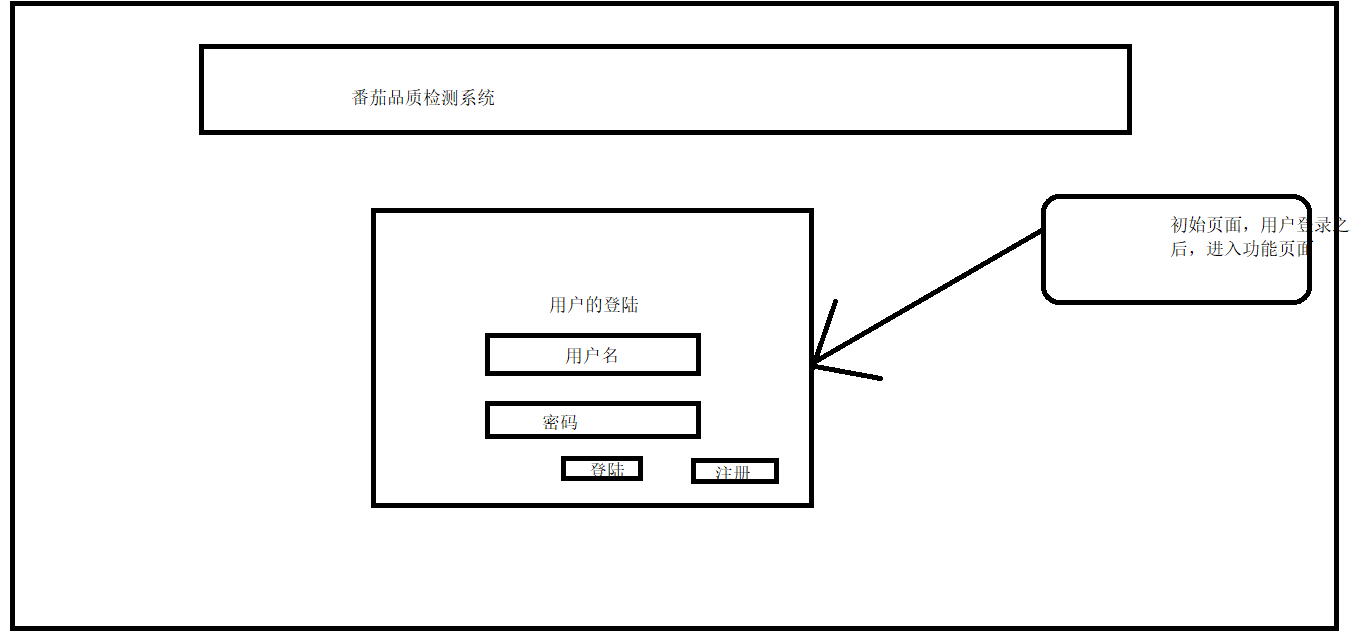 番茄品质检测系统
初始页面，用户登录之
后，进入功能页面
用户的登陆
用户名
密码
登陆
注册